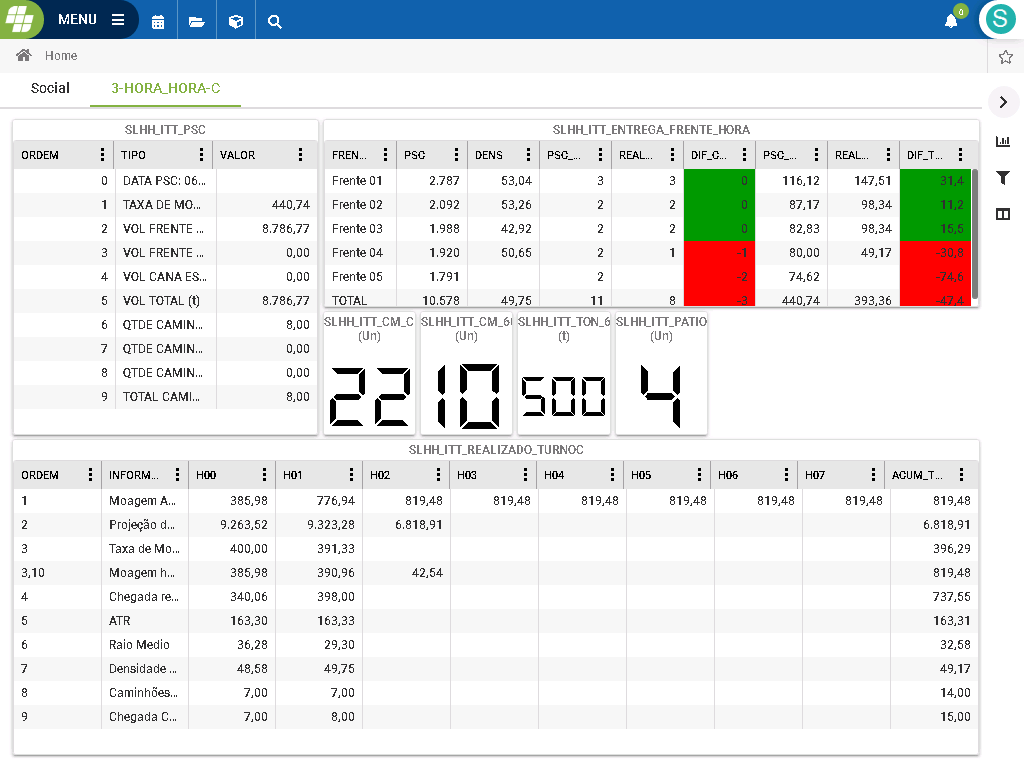 MENU
6
S
Home
Social 3-HORA_HORA-C
SLHH_ITT_PSC
ORDEM TIPO VALOR
0 DATA PSC: 06...
1 TAXA DE MO... 440,74
2 VOL FRENTE ... 8.786,77
3 VOL FRENTE ... 0,00
4 VOL CANA ES... 0,00
5 VOL TOTAL (t) 8.786,77
6 QTDE CAMIN... 8,00
7 QTDE CAMIN... 0,00
8 QTDE CAMIN... 0,00
9 TOTAL CAMI... 8,00
SLHH_ITT_ENTREGA_FRENTE_HORA
FREN... PSC DENS PSC_... REAL... DIF_C... PSC_... REAL... DIF_T...
Frente 01 2.787 53,04 3 3 0 116,12 147,51 31,4
Frente 02 2.092 53,26 2 2 0 87,17 98,34 11,2
Frente 03 1.988 42,92 2 2 0 82,83 98,34 15,5
Frente 04 1.920 50,65 2 1 -1 80,00 49,17 -30,8
Frente 05 1.791 2 -2 74,62 -74,6
TOTAL 10.578 49,75 11 8 -3 440,74 393,36 -47,4
SLHH_ITT_CM_C
(Un)
22
SLHH_ITT_CM_6
(Un)
10
SLHH_ITT_TON_6
(t)
500
SLHH_ITT_PATIO
(Un)
4
SLHH_ITT_REALIZADO_TURNOC
ORDEM INFORM... H00 H01 H02 H03 H04 H05 H06 H07 ACUM_T...
1 Moagem A... 385,98 776,94 819,48 819,48 819,48 819,48 819,48 819,48 819,48
2 Projeção d... 9.263,52 9.323,28 6.818,91 6.818,91
3 Taxa de Mo... 400,00 391,33 396,29
3,10 Moagem h... 385,98 390,96 42,54 819,48
4 Chegada re... 340,06 398,00 737,55
5 ATR 163,30 163,33 163,31
6 Raio Medio 36,28 29,30 32,58
7 Densidade ... 48,58 49,75 49,17
8 Caminhões... 7,00 7,00 14,00
9 Chegada C... 7,00 8,00 15,00